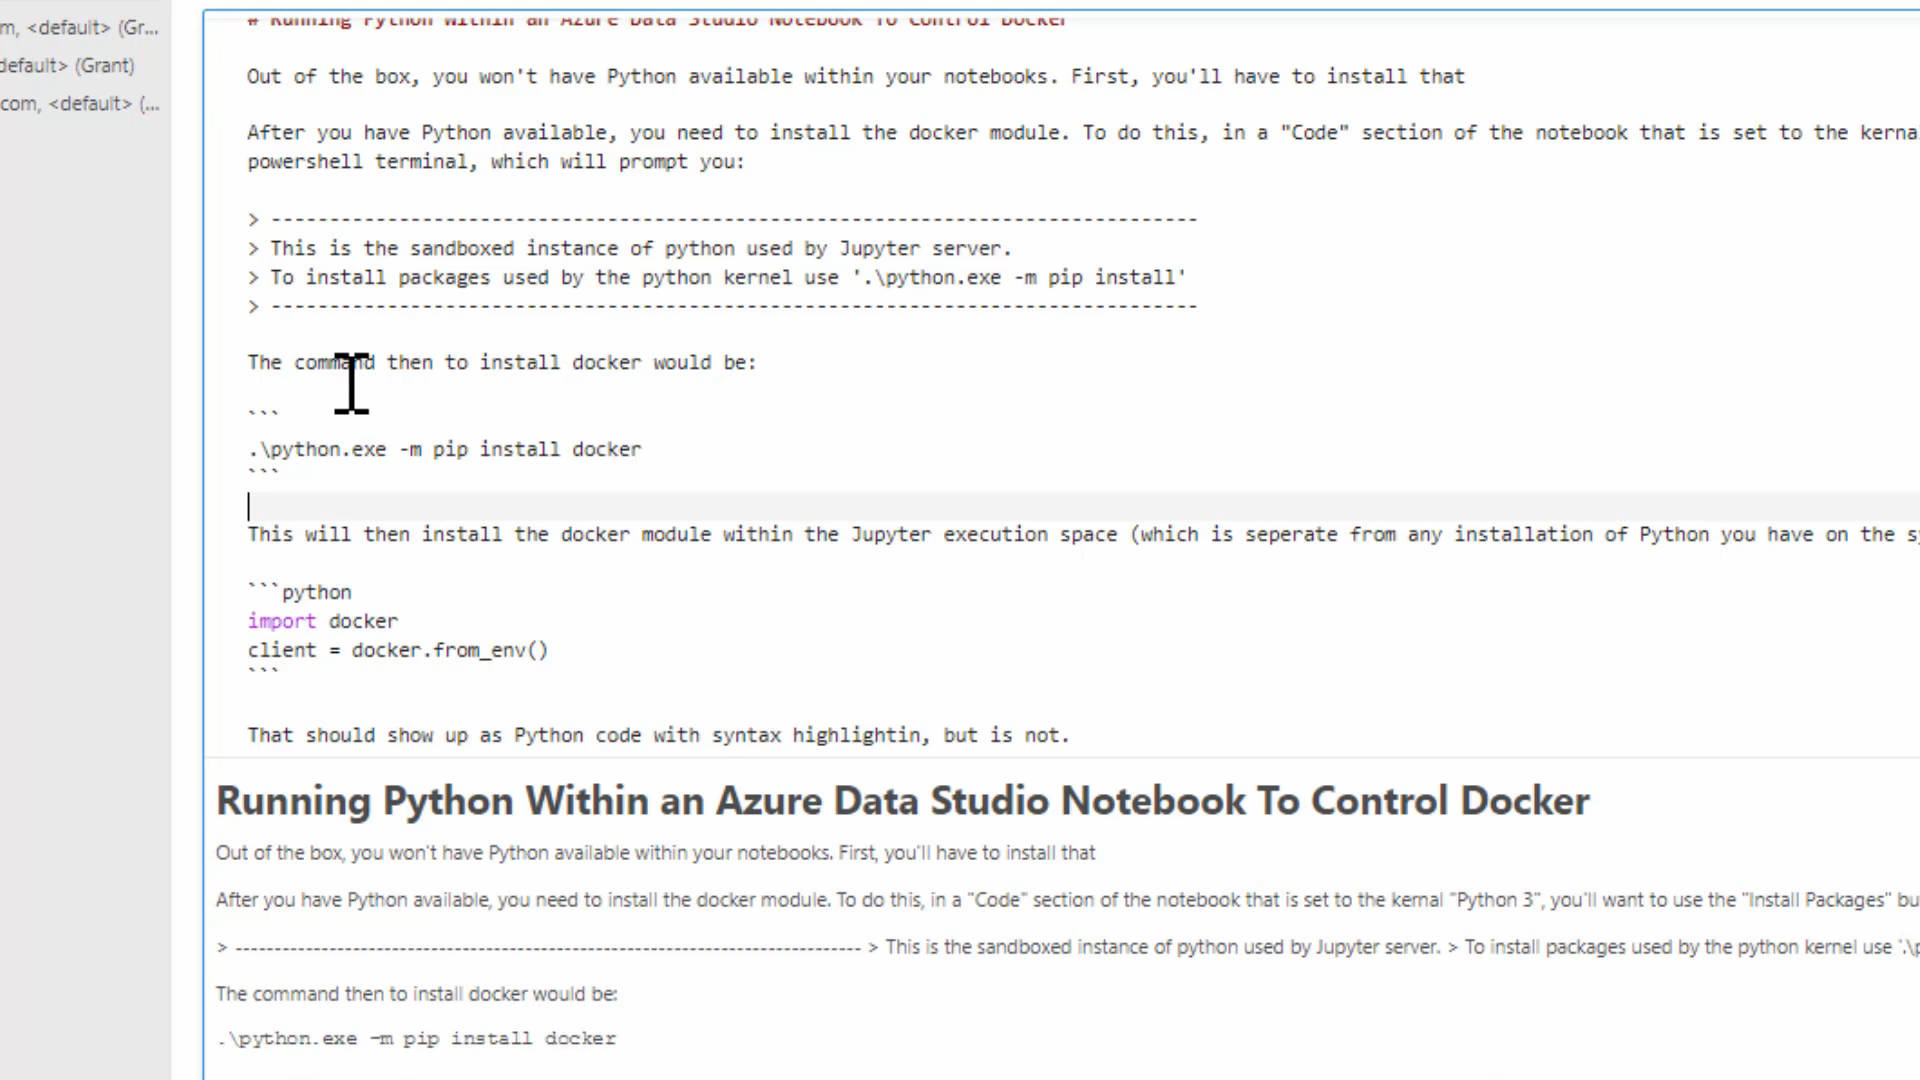 m, <default> (Gr...
default> (Grant)
com, <default> (...
# Running Python Within an Azure Data Studio Notebook To Control Docker
Out of the box, you won't have Python available within your notebooks. First, you'll have to install that
After you have Python available, you need to install the docker module. To do this, in a "Code" section of the notebook that is set to the kerna
powershell terminal, which will prompt you:
> --------------------------------------------------------------------------------
> This is the sandboxed instance of python used by Jupyter server.
> To install packages used by the python kernel use '.\python.exe -m pip install'
> --------------------------------------------------------------------------------
The command then to install docker would be:
```
.\python.exe -m pip install docker
```
This will then install the docker module within the Jupyter execution space (which is seperate from any installation of Python you have on the sy
```python
import docker
client = docker.from_env()
```
That should show up as Python code with syntax highlightin, but is not.
Running Python Within an Azure Data Studio Notebook To Control Docker
Out of the box, you won't have Python available within your notebooks. First, you'll have to install that
After you have Python available, you need to install the docker module. To do this, in a "Code" section of the notebook that is set to the kernal "Python 3", you'll want to use the "Install Packages" bu
> -------------------------------------------------------------------------------- > This is the sandboxed instance of python used by Jupyter server. > To install packages used by the python kernel use '.\p
The command then to install docker would be:
.\python.exe -m pip install docker